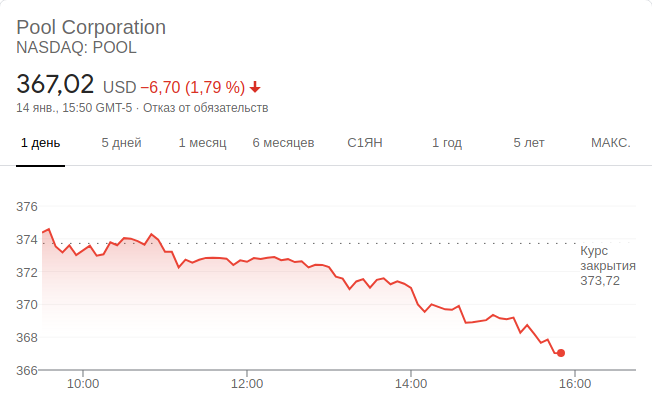 Pool Corporation
NASDAQ: POOL
367,02 USD −6,70 (1,79 %)
14 янв., 15:50 GMT-5 · Отказ от обязательств
1 день 5 дней 1 месяц 6 месяцев С1ЯН 1 год 5 лет МАКС.
376
374
Курс
закрытия
373,72
372
370
368
366
10:00 12:00 14:00 16:00